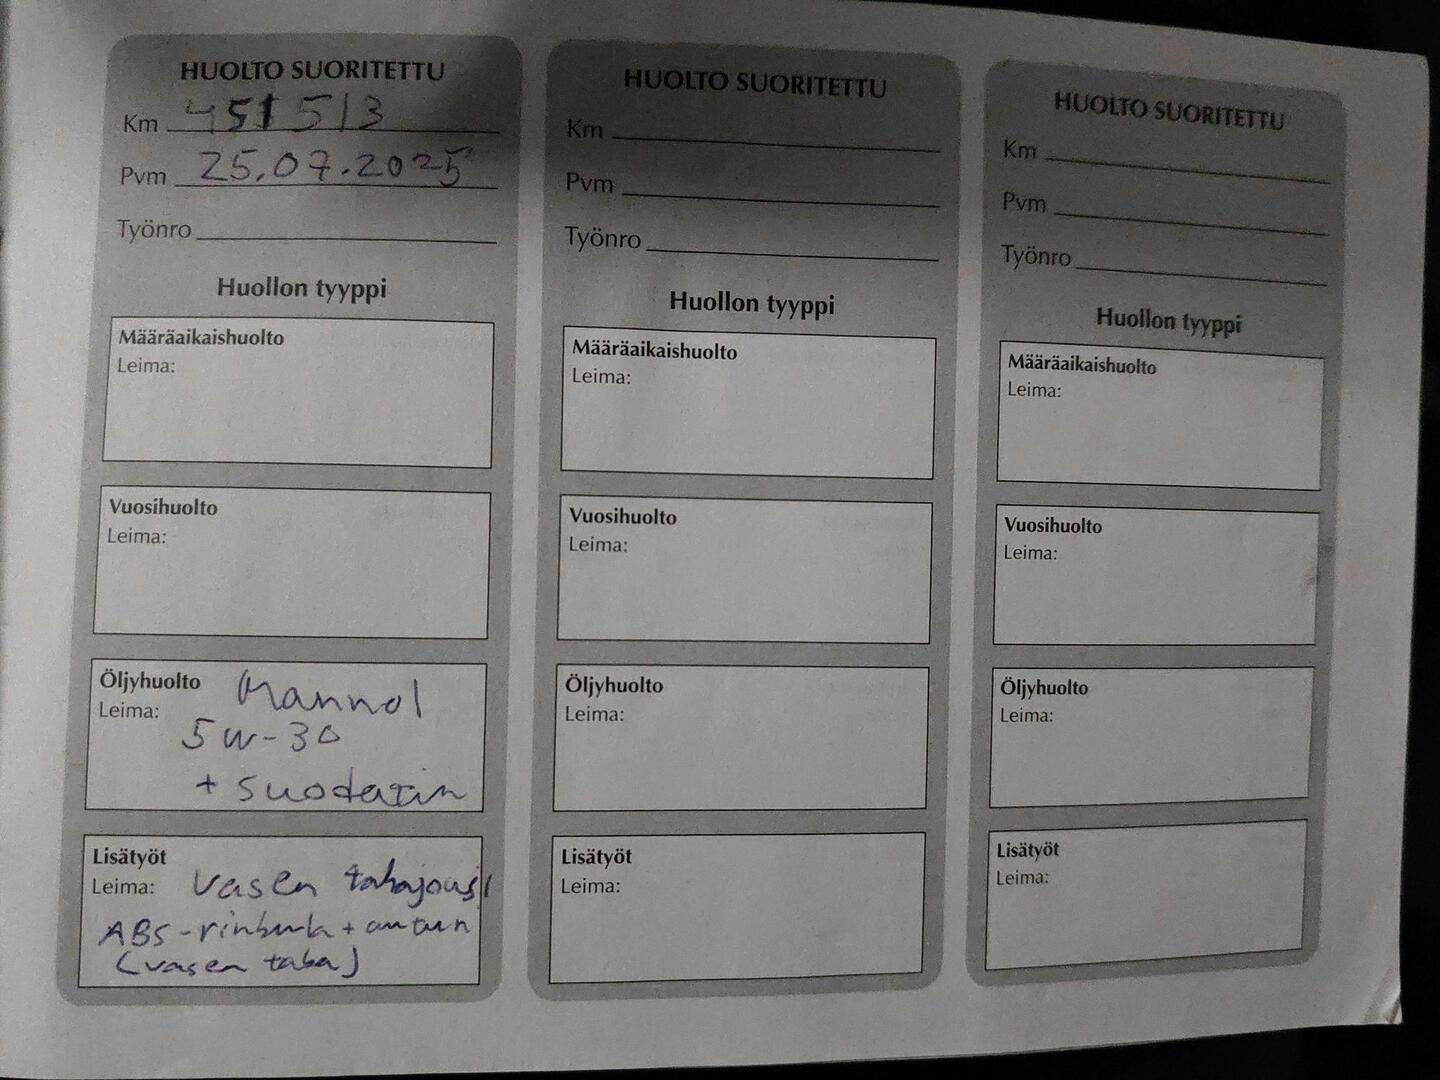 HUOLTO SUORITETTU
Km 451 513
Pvm 25.07.2025
Työnro
Huollon tyyppi
Määräaikaishuolto
Leima:
Vuosihuolto
Leima:
Öljyhuolto Mannol
Leima:
5W-30
+ suodatin
Lisätyöt
Leima: Vasen takajousi
ABS-rinkula + anturi
(vasen taka)
HUOLTO SUORITETTU
Km
Pvm
Työnro
Huollon tyyppi
Määräaikaishuolto
Leima:
Vuosihuolto
Leima:
Öljyhuolto
Leima:
Lisätyöt
Leima:
HUOLTO SUORITETTU
Km
Pvm
Työnro
Huollon tyyppi
Määräaikaishuolto
Leima:
Vuosihuolto
Leima:
Öljyhuolto
Leima:
Lisätyöt
Leima: